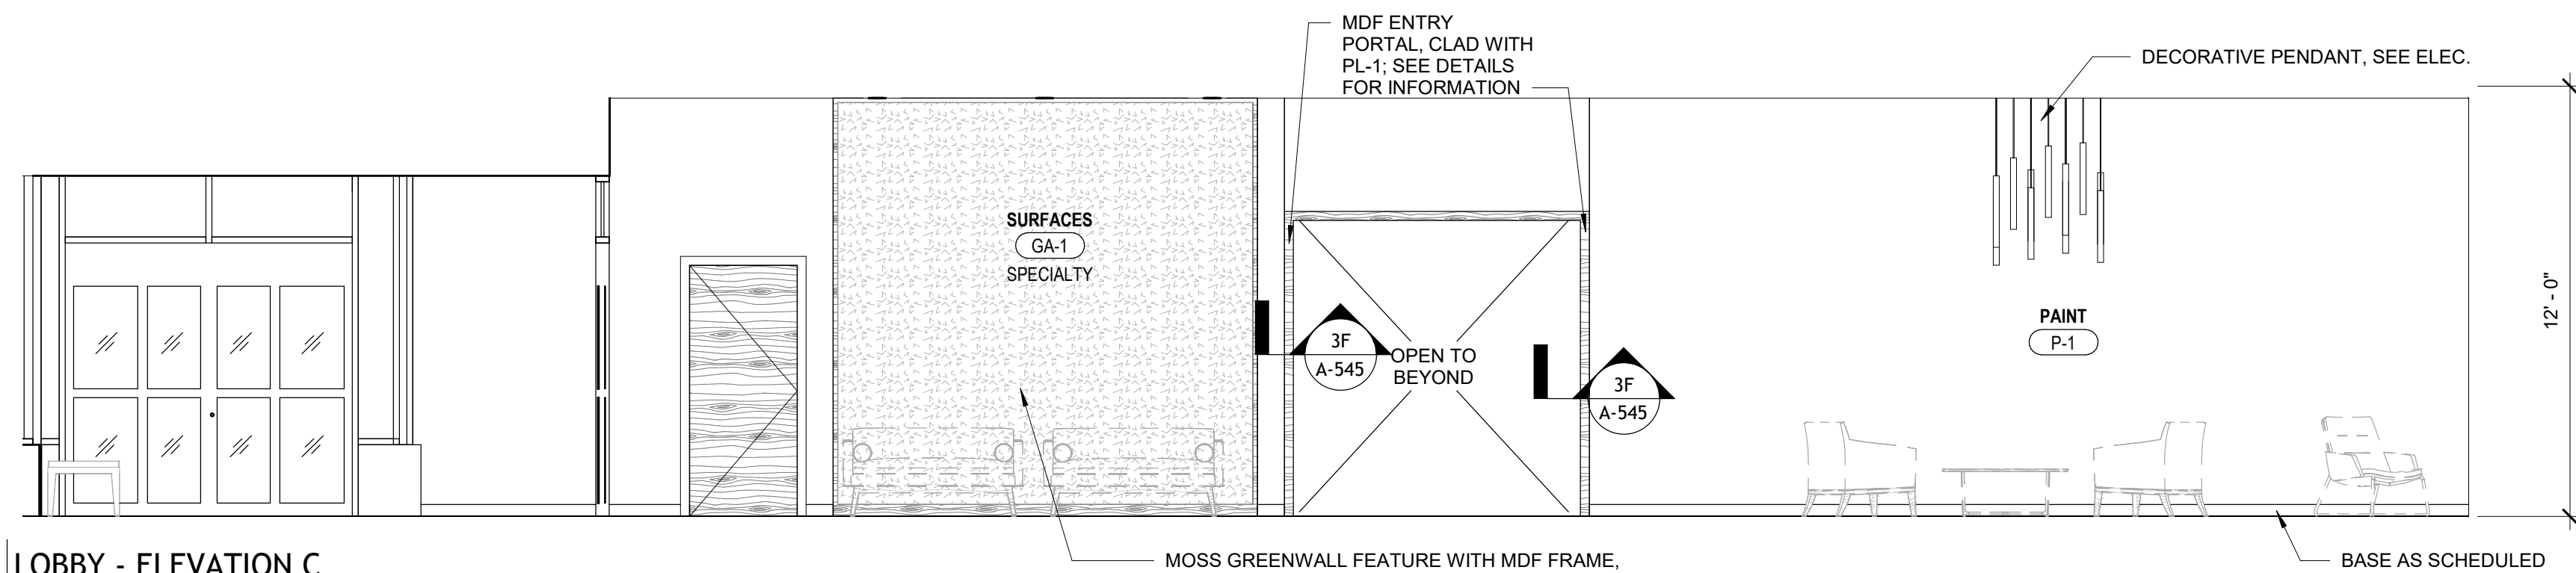 MDF ENTRY
PORTAL, CLAD WITH
PL-1; SEE DETAILS
FOR INFORMATION
DECORATIVE PENDANT, SEE ELEC.
SURFACES
GA-1
SPECIALTY
3F
A-545
OPEN TO
BEYOND
3F
A-545
PAINT
P-1
12' - 0"
LOBBY - ELEVATION C
MOSS GREENWALL FEATURE WITH MDF FRAME,
BASE AS SCHEDULED